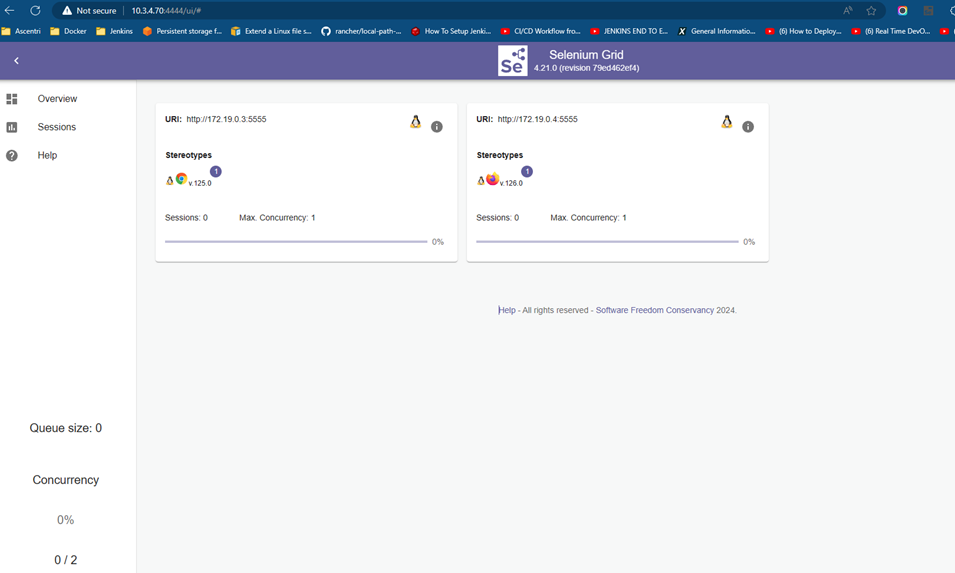 Not secure | 10.3.4.70:4444/ui/#
Ascentri Docker Jenkins Persistent storage f... Extend a Linux file s... rancher/local-path-... How To Setup Jenki... CI/CD Workflow fro... JENKINS END TO E... General Informatio... (6) How to Deploy... (6) Real Time DevO...
Selenium Grid
Se
4.21.0 (revision 79ed462ef4)
Overview
Sessions
Help
URI: http://172.19.0.3:5555
Stereotypes
1
v.125.0
Sessions: 0 Max. Concurrency: 1
0%
URI: http://172.19.0.4:5555
Stereotypes
1
v.126.0
Sessions: 0 Max. Concurrency: 1
0%
Help - All rights reserved - Software Freedom Conservancy 2024.
Queue size: 0
Concurrency
0%
0 / 2